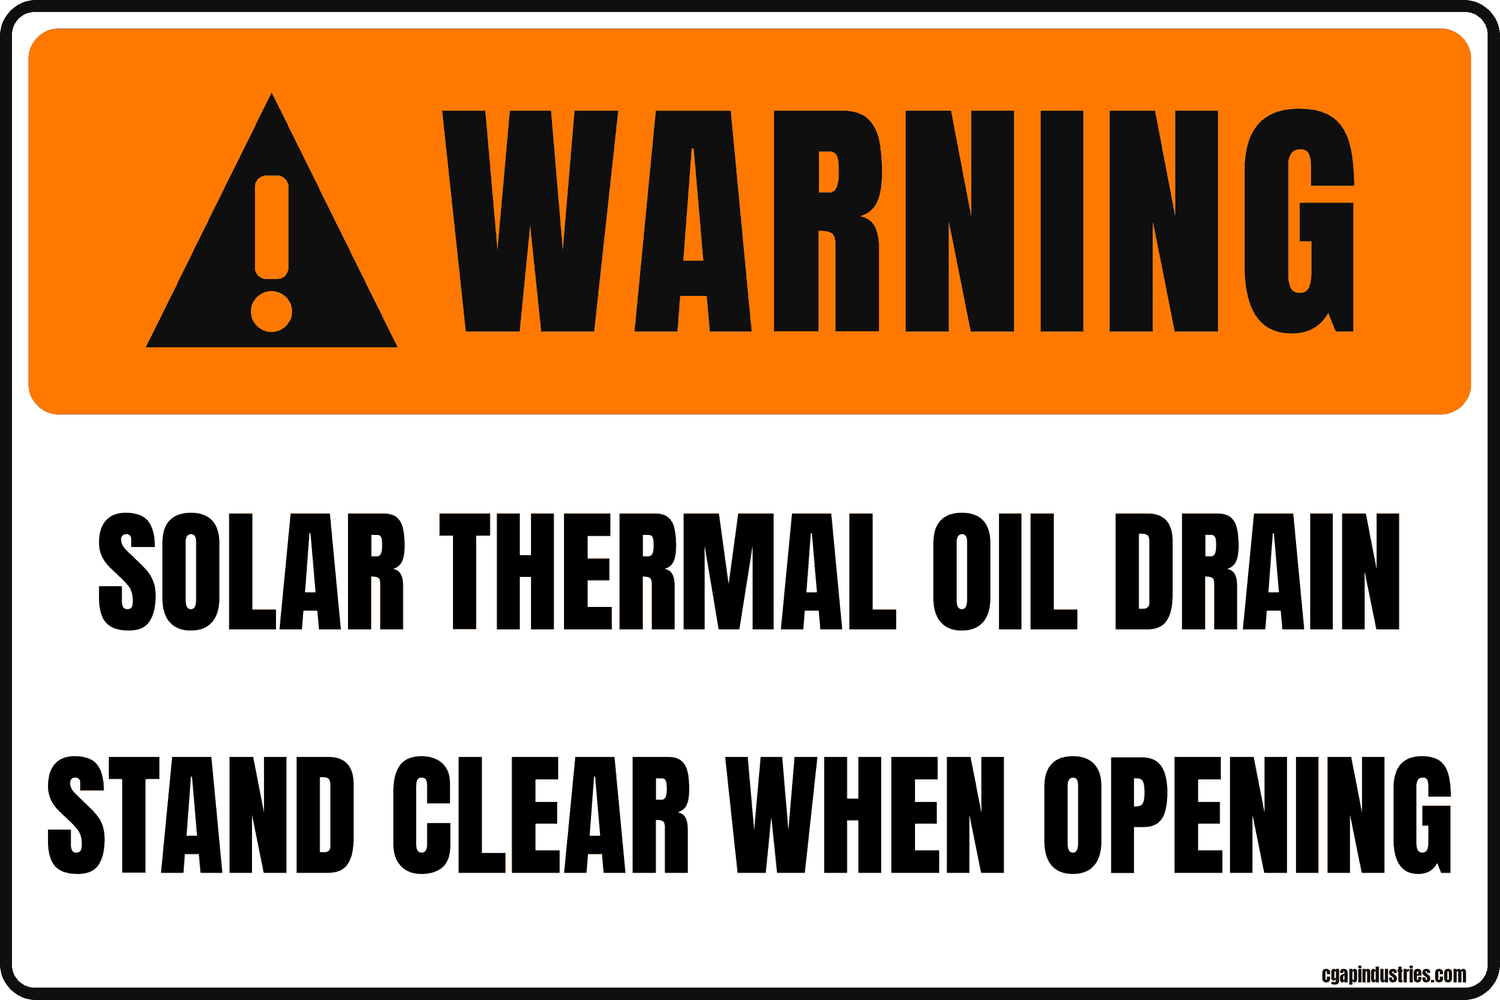 WARNING
SOLAR THERMAL OIL DRAIN
STAND CLEAR WHEN OPENING
cgapindustries.com